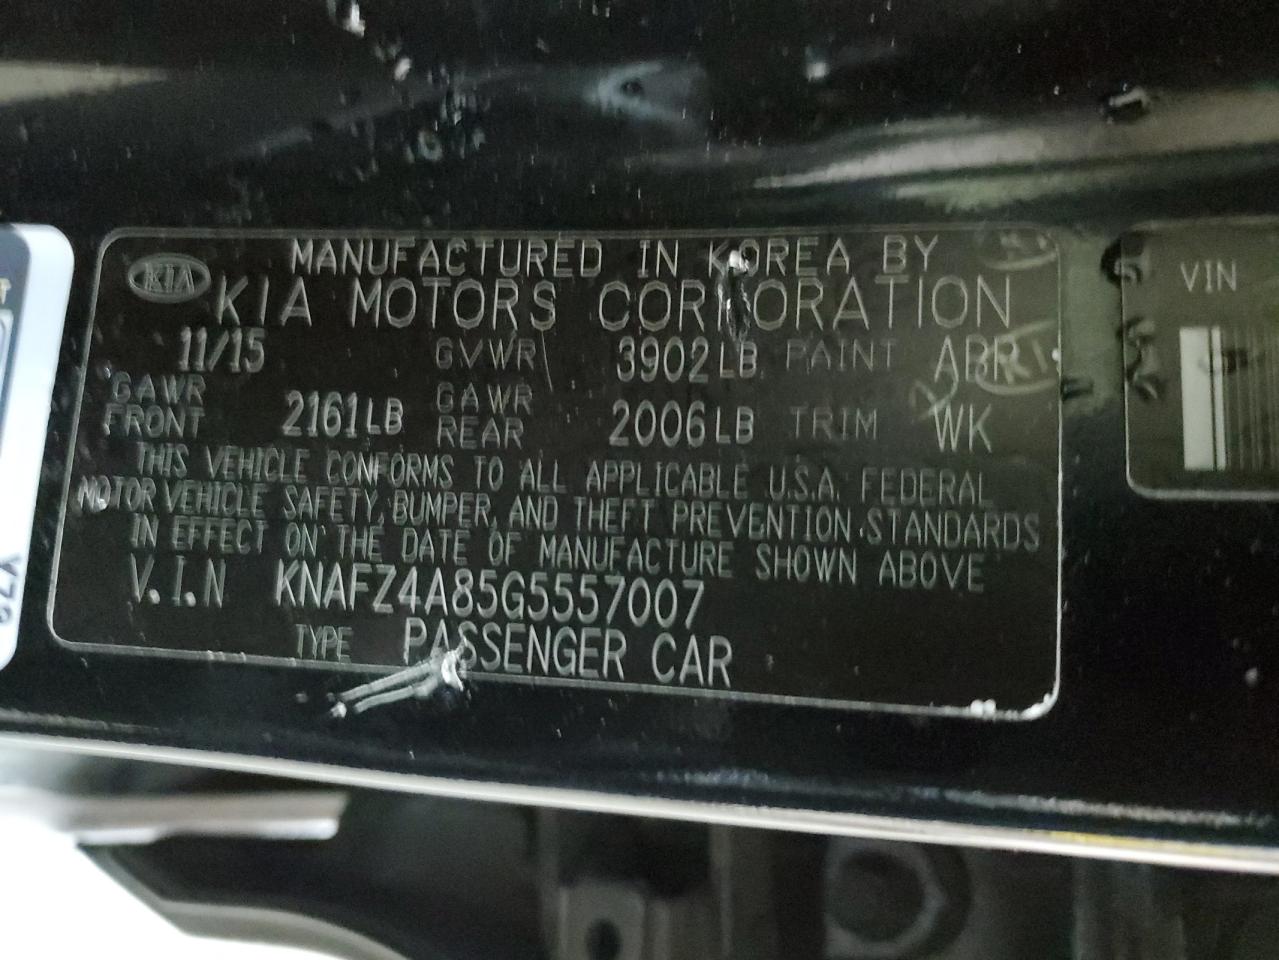 MANUFACTURED IN KOREA BY
KIA
KIA MOTORS CORPORATION
11/15 GVWR 3902LB PAINT ABP
GAWR FRONT 2161LB GAWR REAR 2006LB TRIM WK
THIS VEHICLE CONFORMS TO ALL APPLICABLE U.S.A. FEDERAL
MOTOR VEHICLE SAFETY, BUMPER, AND THEFT PREVENTION STANDARDS
IN EFFECT ON THE DATE OF MANUFACTURE SHOWN ABOVE
V.I.N KNAFZ4A85G5557007
TYPE PASSENGER CAR
VIN